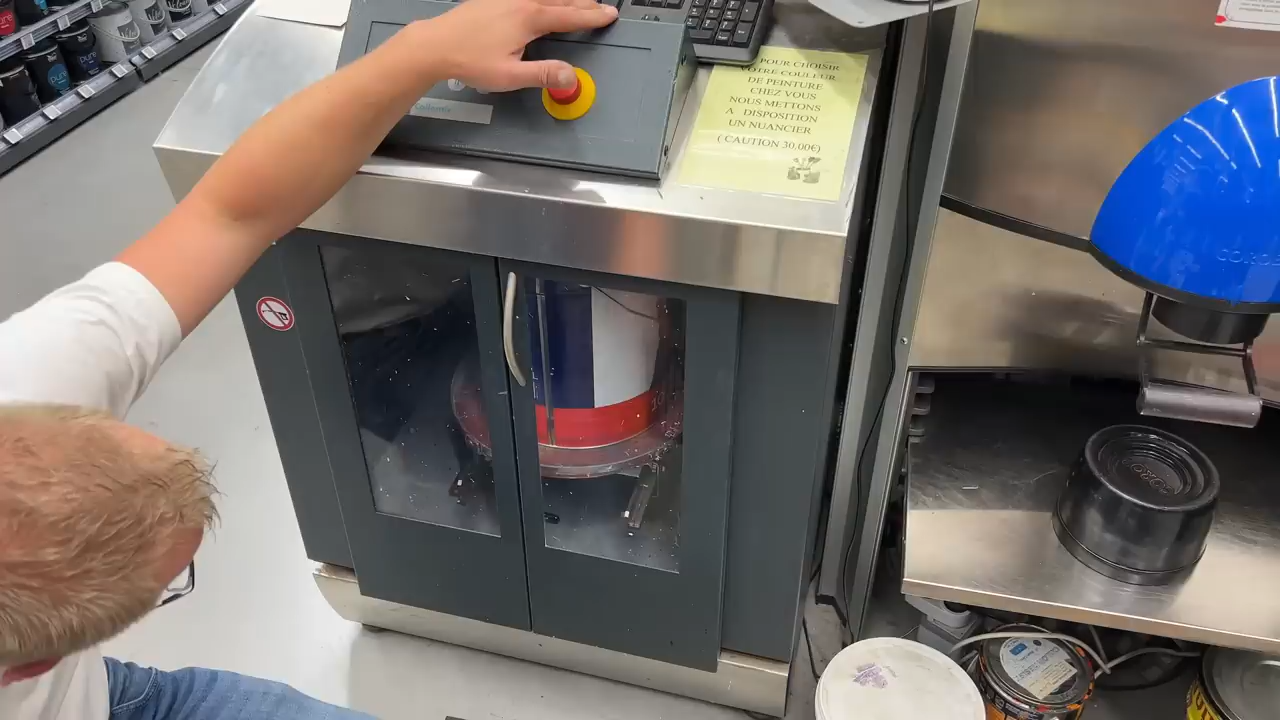 POUR CHOISIR
VOTRE COULEUR
DE PEINTURE
CHEZ VOUS
NOUS METTONS
A DISPOSITION
UN NUANCIER
( CAUTION 30.00€)